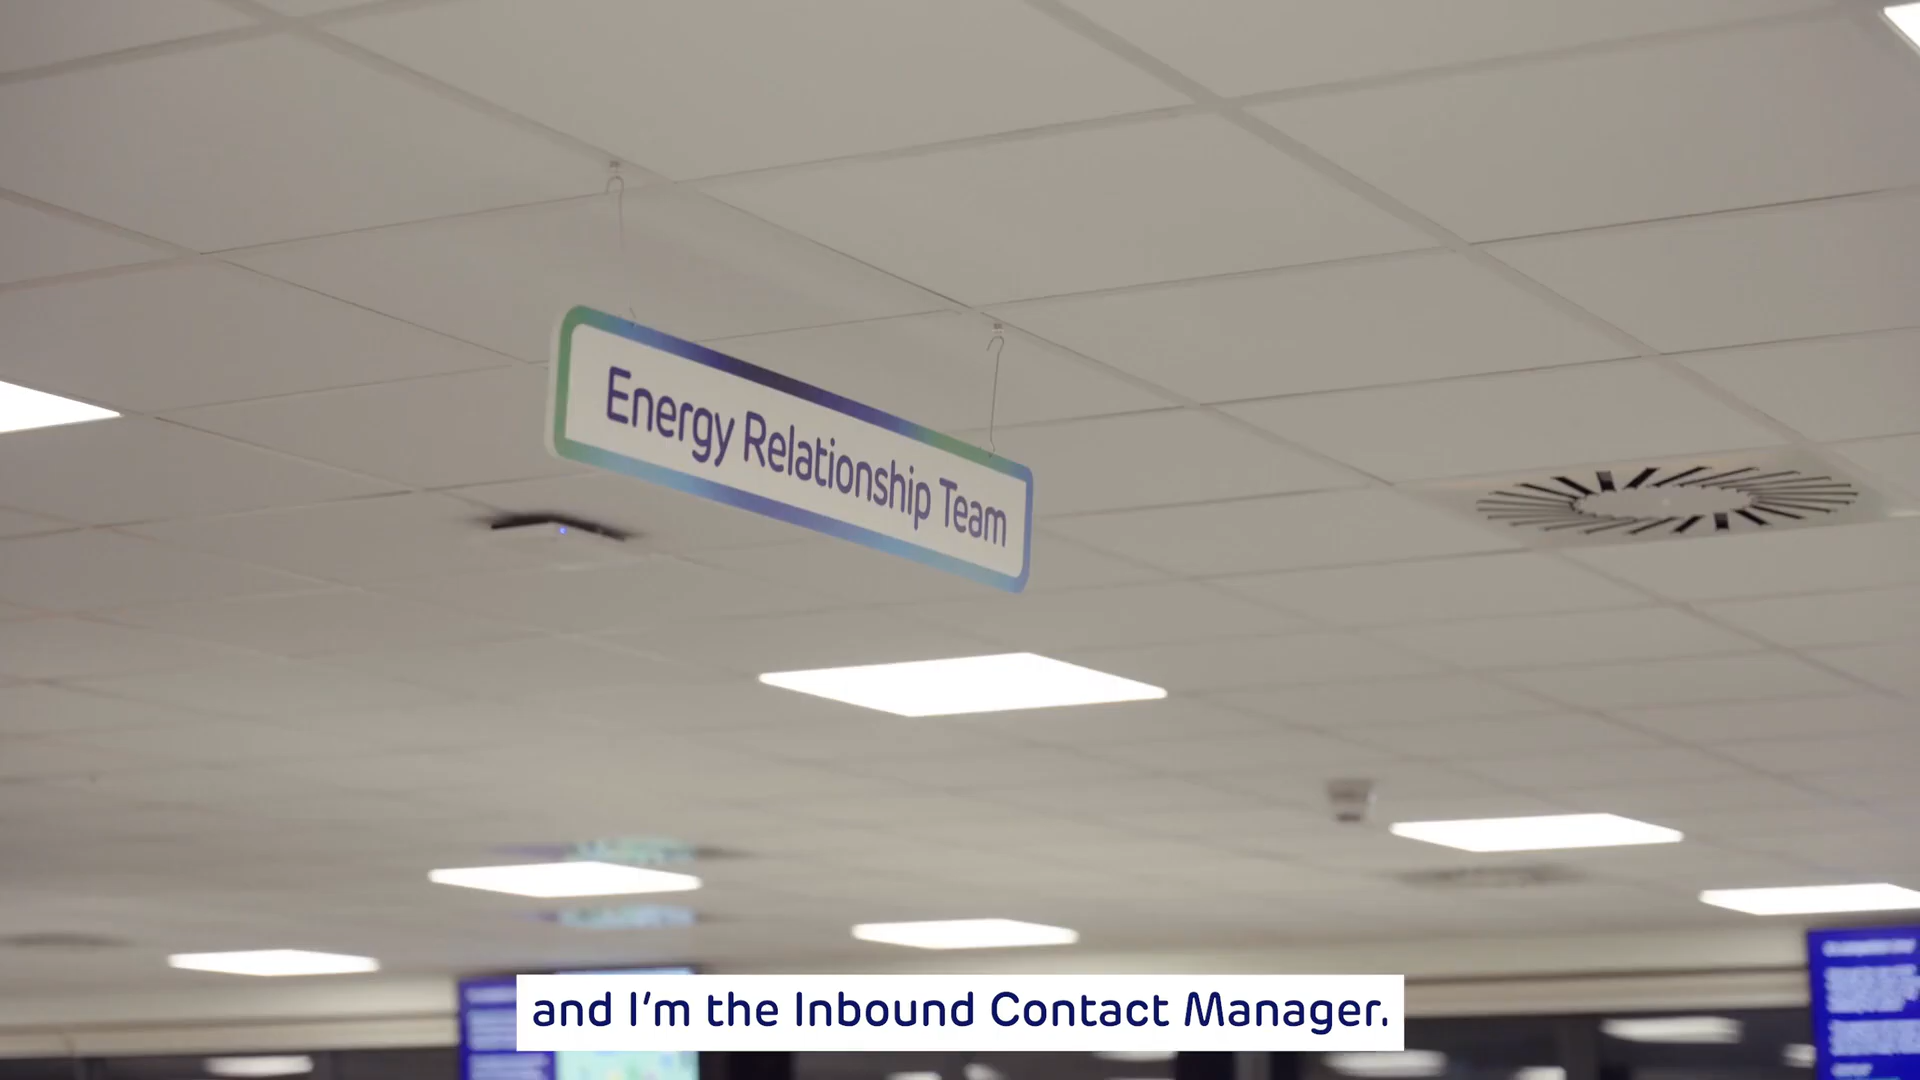 Energy Relationship Team
and I'm the Inbound Contact Manager.